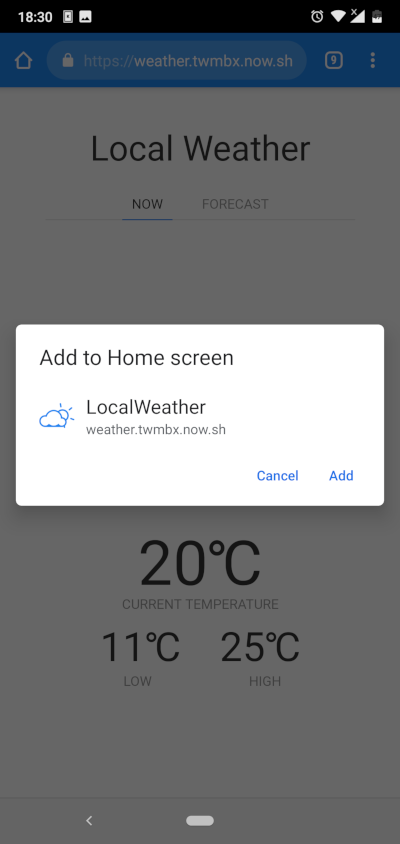 18:30
https://weather.twmbx.now.sh
9
Local Weather
NOW FORECAST
Add to Home screen
LocalWeather
weather.twmbx.now.sh
Cancel Add
20°C
CURRENT TEMPERATURE
11°C 25°C
LOW HIGH